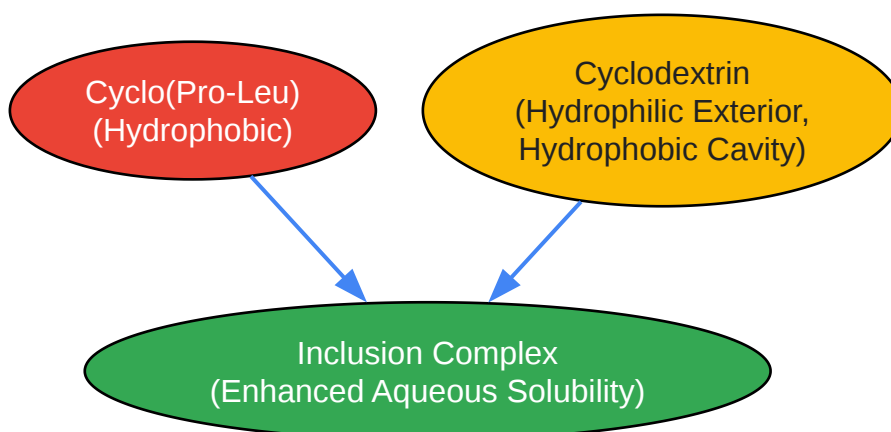 Cyclo(Pro-Leu)
(Hydrophobic)
Cyclodextrin
(Hydrophilic Exterior,
Hydrophobic Cavity)
Inclusion Complex
(Enhanced Aqueous Solubility)